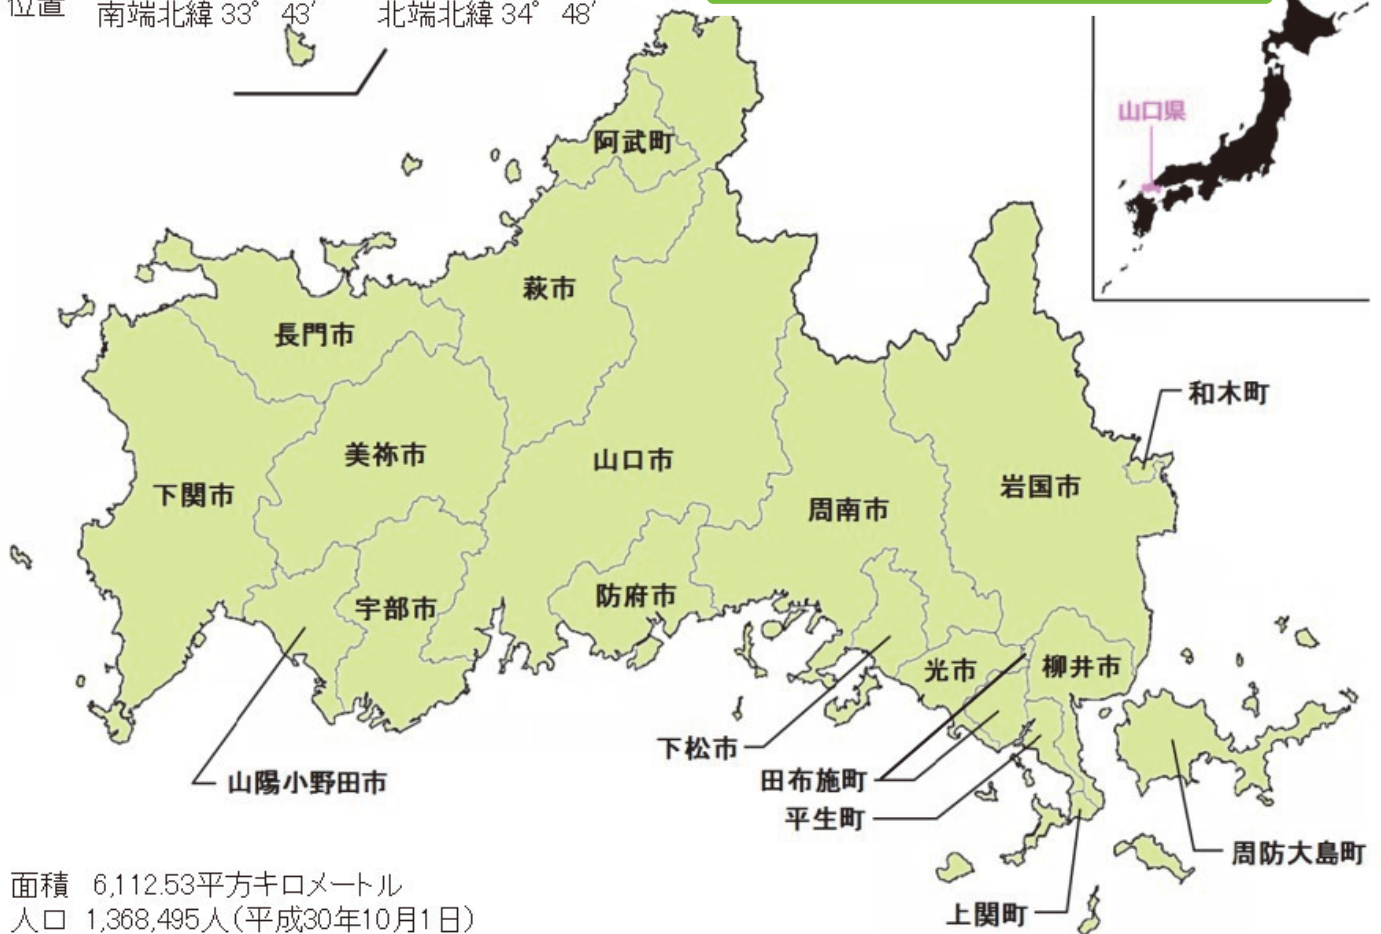 位置 南端北緯 33°43′ 北端北緯 34°48′
山口県
阿武町
萩市
長門市
和木町
美祢市
山口市
下関市
岩国市
周南市
防府市
宇部市
光市
柳井市
下松市
田布施町
山陽小野田市
平生町
周防大島町
上関町
面積 6,112.53平方キロメートル
人口 1,368,495人(平成30年10月1日)